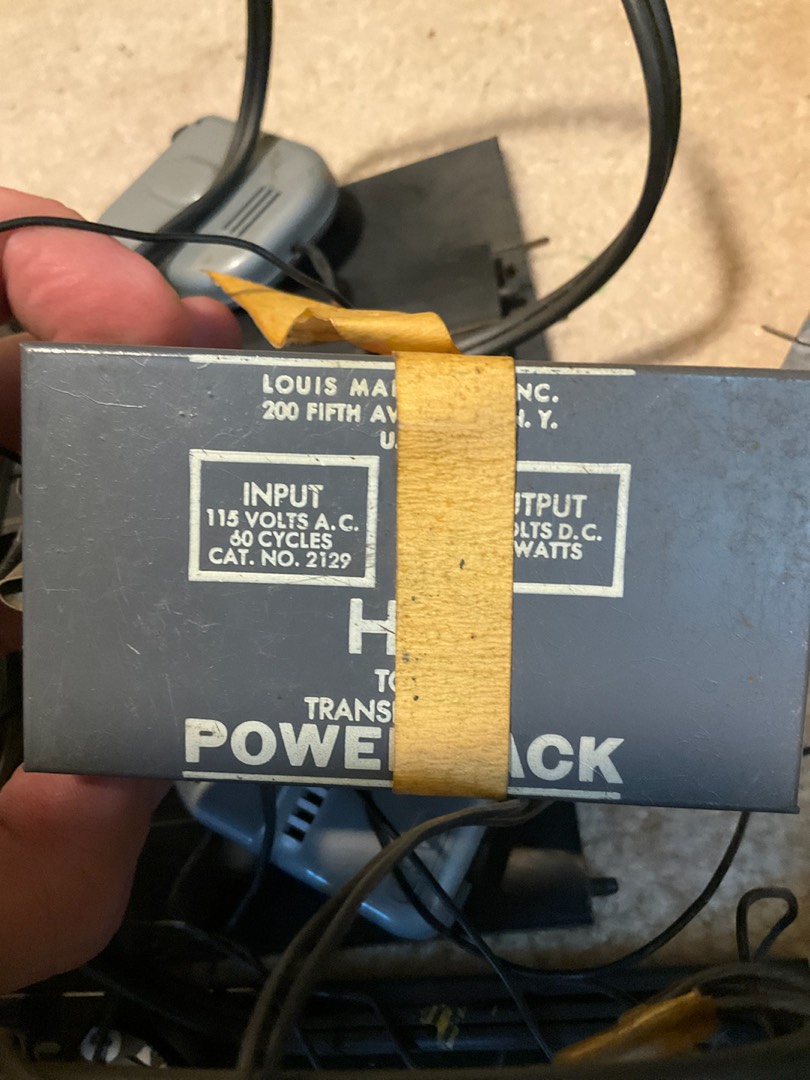 LOUIS MA NC.
200 FIFTH AV N. Y.
U.
INPUT
115 VOLTS A.C.
60 CYCLES
CAT. NO. 2129
UTPUT
OLTS D.C.
WATTS
H
TO
TRANS
POWE ACK